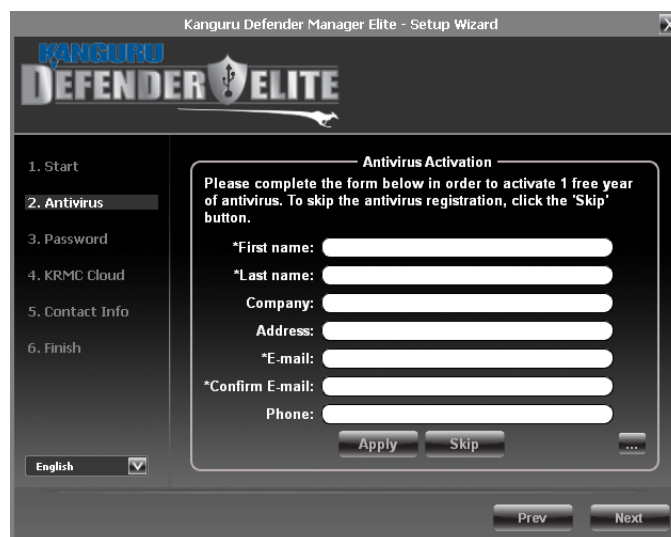 Kanguru Defender Manager Elite - Setup Wizard
X
KANGURU
DEFENDER ELITE
1. Start
2. Antivirus
3. Password
4. KRMC Cloud
5. Contact Info
6. Finish
English
Antivirus Activation
Please complete the form below in order to activate 1 free year
of antivirus. To skip the antivirus registration, click the 'Skip'
button.
*First name:
*Last name:
Company:
Address:
*E-mail:
*Confirm E-mail:
Phone:
Apply Skip ...
Prev Next